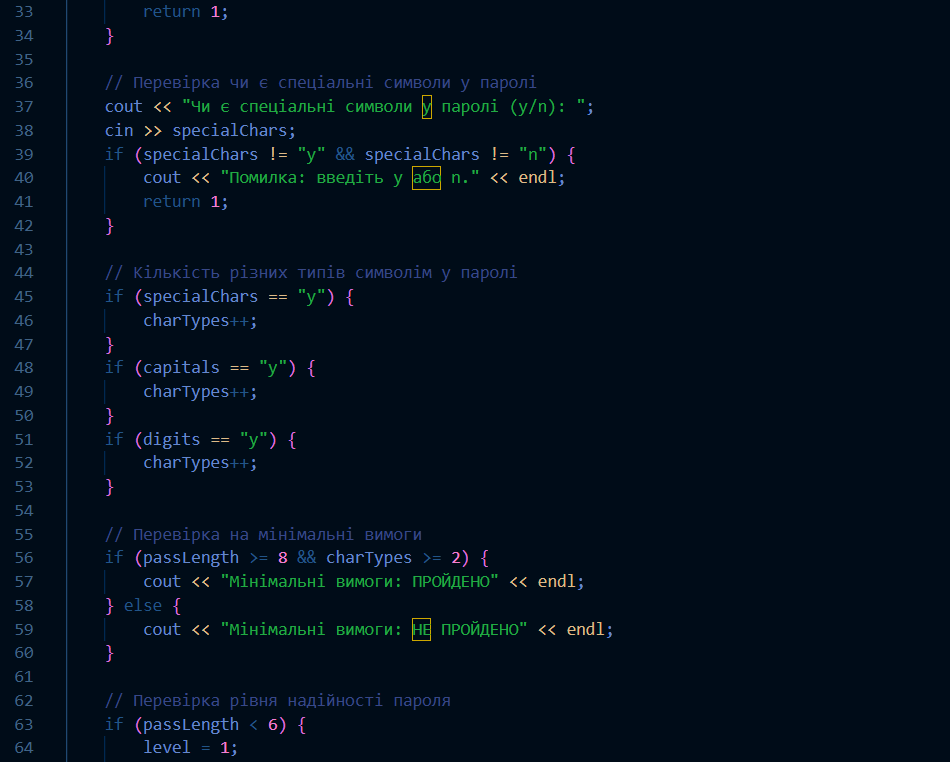 33 return 1;
34 }
35
36 // Перевірка чи є спеціальні символи у паролі
37 cout << "Чи є спеціальні символи у паролі (y/n): ";
38 cin >> specialChars;
39 if (specialChars != "y" && specialChars != "n") {
40 cout << "Помилка: введіть y або n." << endl;
41 return 1;
42 }
43
44 // Кількість різних типів символім у паролі
45 if (specialChars == "y") {
46 charTypes++;
47 }
48 if (capitals == "y") {
49 charTypes++;
50 }
51 if (digits == "y") {
52 charTypes++;
53 }
54
55 // Перевірка на мінімальні вимоги
56 if (passLength >= 8 && charTypes >= 2) {
57 cout << "Мінімальні вимоги: ПРОЙДЕНО" << endl;
58 } else {
59 cout << "Мінімальні вимоги: НЕ ПРОЙДЕНО" << endl;
60 }
61
62 // Перевірка рівня надійності пароля
63 if (passLength < 6) {
64 level = 1;